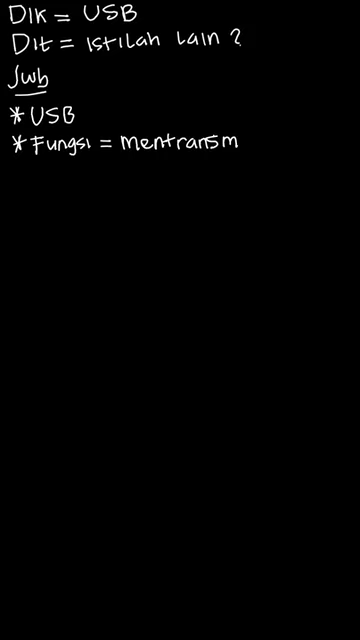 Dik = USB
Dit = istilah lain ?
Jwb
* USB
* Fungsi = mentransm